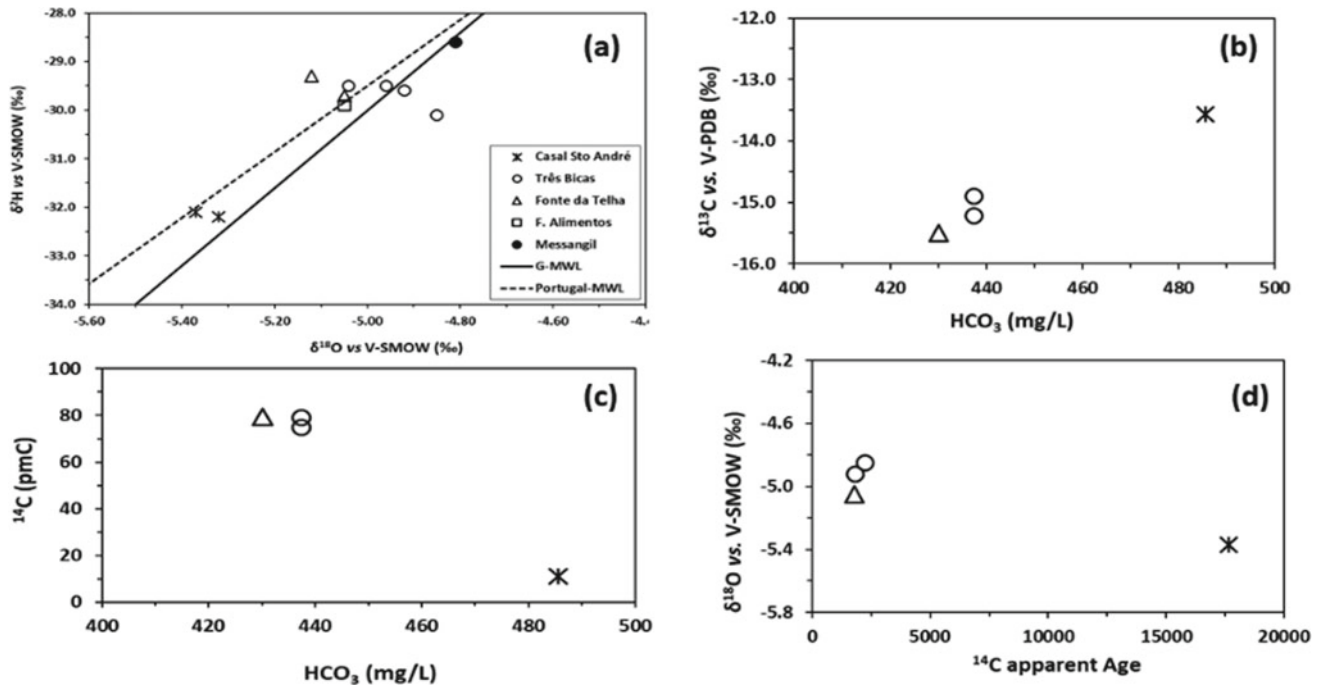 (a)
δ²H vs V-SMOW (‰)
-28.0
-29.0
-30.0
-31.0
-32.0
-33.0
-34.0
-5.60 -5.40 -5.20 -5.00 -4.80 -4.60 -4.4
δ¹⁸O vs V-SMOW (‰)
Casal Sto André
Três Bicas
Fonte da Telha
F. Alimentos
Messangil
G-MWL
Portugal-MWL
(b)
δ¹³C vs. V-PDB (‰)
-12.0
-13.0
-14.0
-15.0
-16.0
400 420 440 460 480 500
HCO₃ (mg/L)
(c)
¹⁴C (pmC)
100
80
60
40
20
0
400 420 440 460 480 500
HCO₃ (mg/L)
(d)
δ¹⁸O vs. V-SMOW (‰)
-4.2
-4.6
-5.0
-5.4
-5.8
0 5000 10000 15000 20000
¹⁴C apparent Age